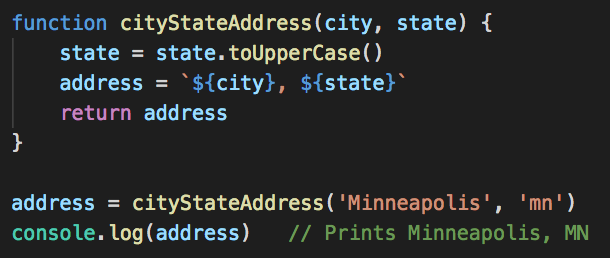 function cityStateAddress(city, state) {
    state = state.toUpperCase()
    address = `${city}, ${state}`
    return address
}

address = cityStateAddress('Minneapolis', 'mn')
console.log(address)   // Prints Minneapolis, MN